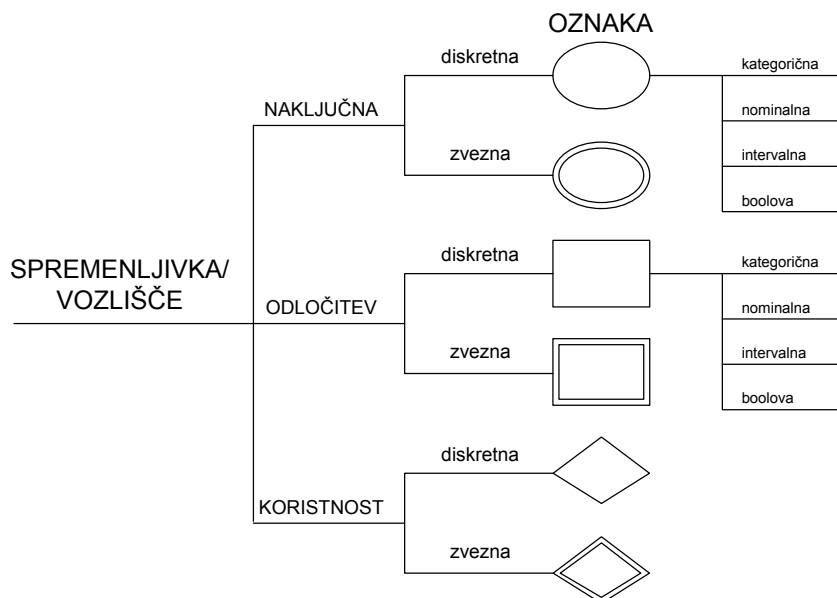 OZNAKA
diskretna
kategorična
NAKLJUČNA
nominalna
zvezna
intervalna
boolova
SPREMENLJIVKA/
VOZLIŠČE
diskretna
kategorična
ODLOČITEV
nominalna
zvezna
intervalna
boolova
diskretna
KORISTNOST
zvezna